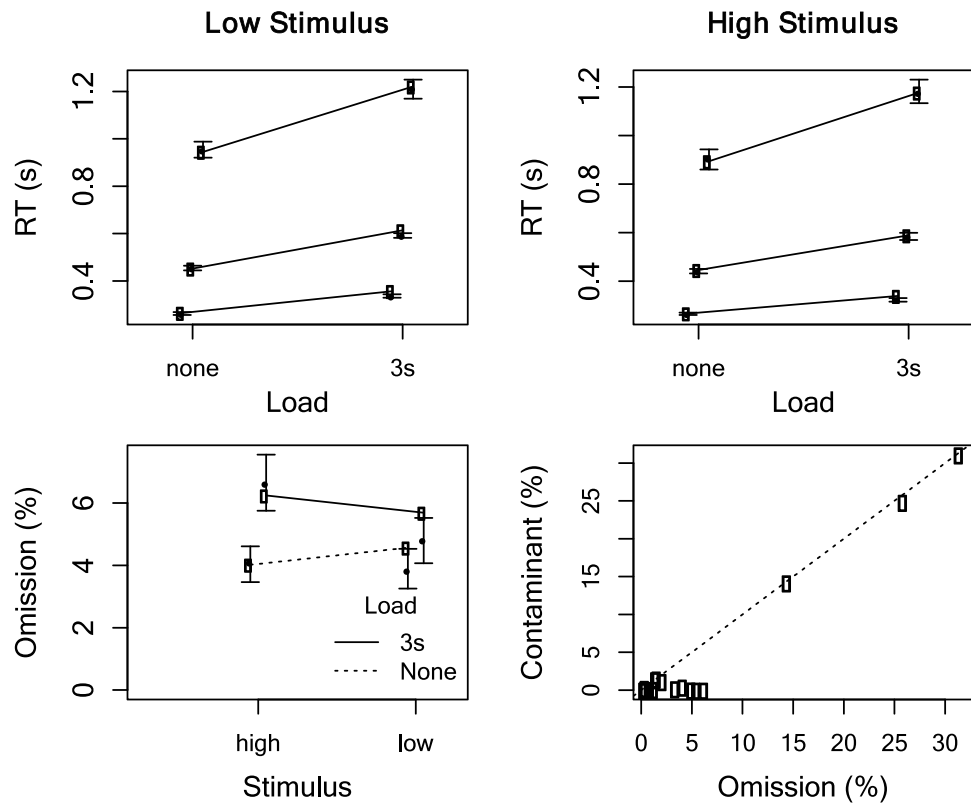 Low Stimulus
RT (s)
1.2
0.8
0.4
none
3s
Load
High Stimulus
RT (s)
1.2
0.8
0.4
none
3s
Load
Omission (%)
6
4
2
0
high
low
Stimulus
Load
3s
None
Contaminant (%)
25
15
5
0
0
5
10
15
20
25
30
Omission (%)